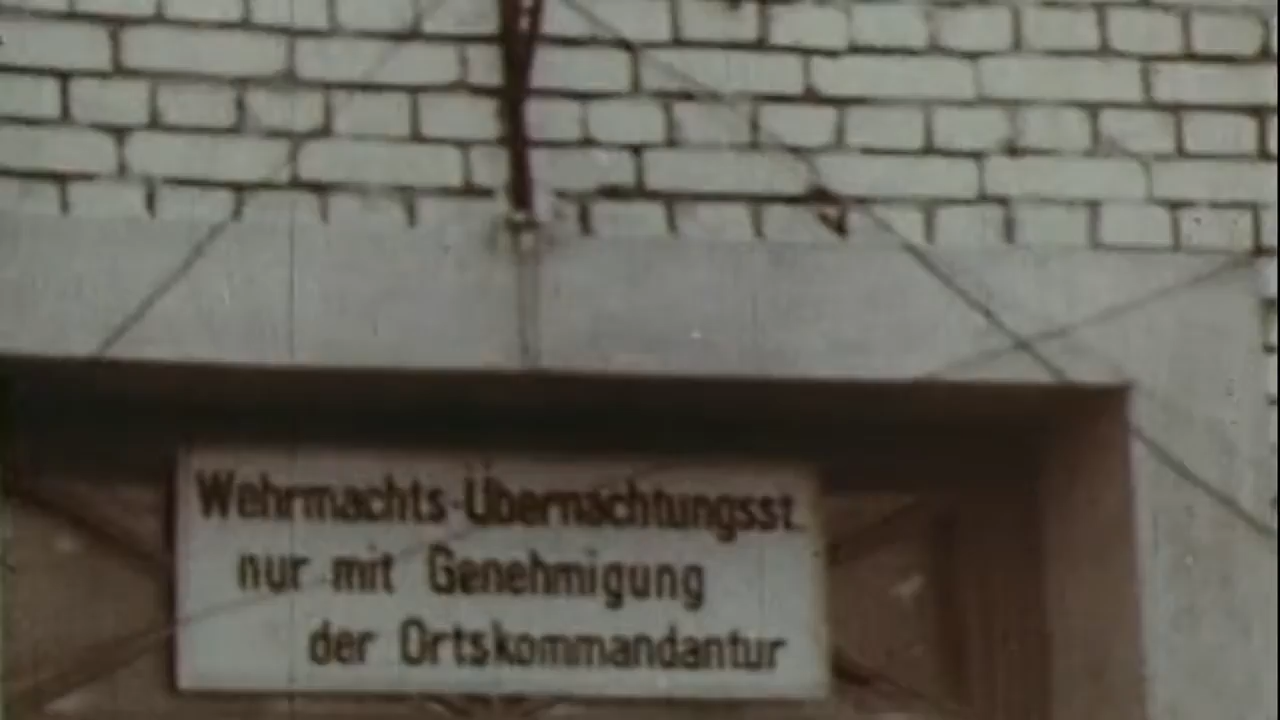 Wehrmachts-Übernachtungsst.
nur mit Genehmigung
der Ortskommandantur